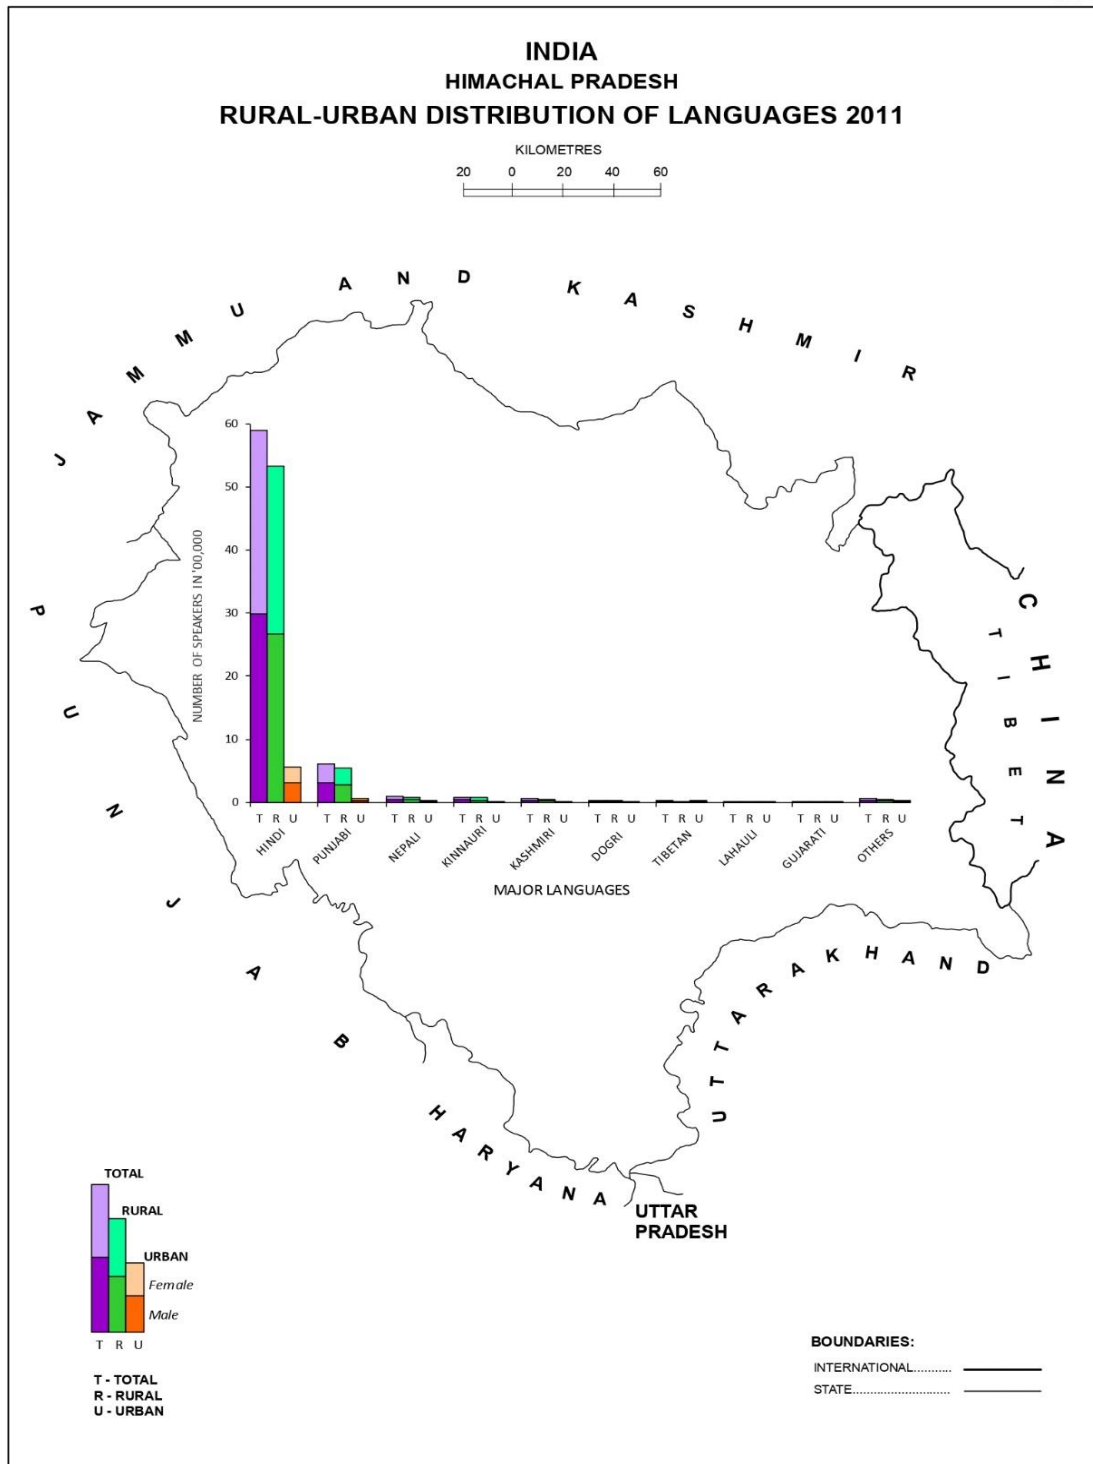 INDIA
HIMACHAL PRADESH
RURAL-URBAN DISTRIBUTION OF LANGUAGES 2011
KILOMETRES
20 0 20 40 60
JAMMU AND KASHMIR
PUNJAB
HARYANA
UTTAR
PRADESH
UTTARAKHAND
CHINA
TIBET
NUMBER OF SPEAKERS IN '00,000
60
50
40
30
20
10
0
T R U T R U T R U T R U T R U T R U T R U T R U T R U T R U
HINDI PUNJABI NEPALI KINNAURI KASHMIRI DOGRI TIBETAN LAHAULI GUJARATI OTHERS
MAJOR LANGUAGES
TOTAL
RURAL
URBAN
Female
Male
T R U
T - TOTAL
R - RURAL
U - URBAN
BOUNDARIES:
INTERNATIONAL...........
STATE............................